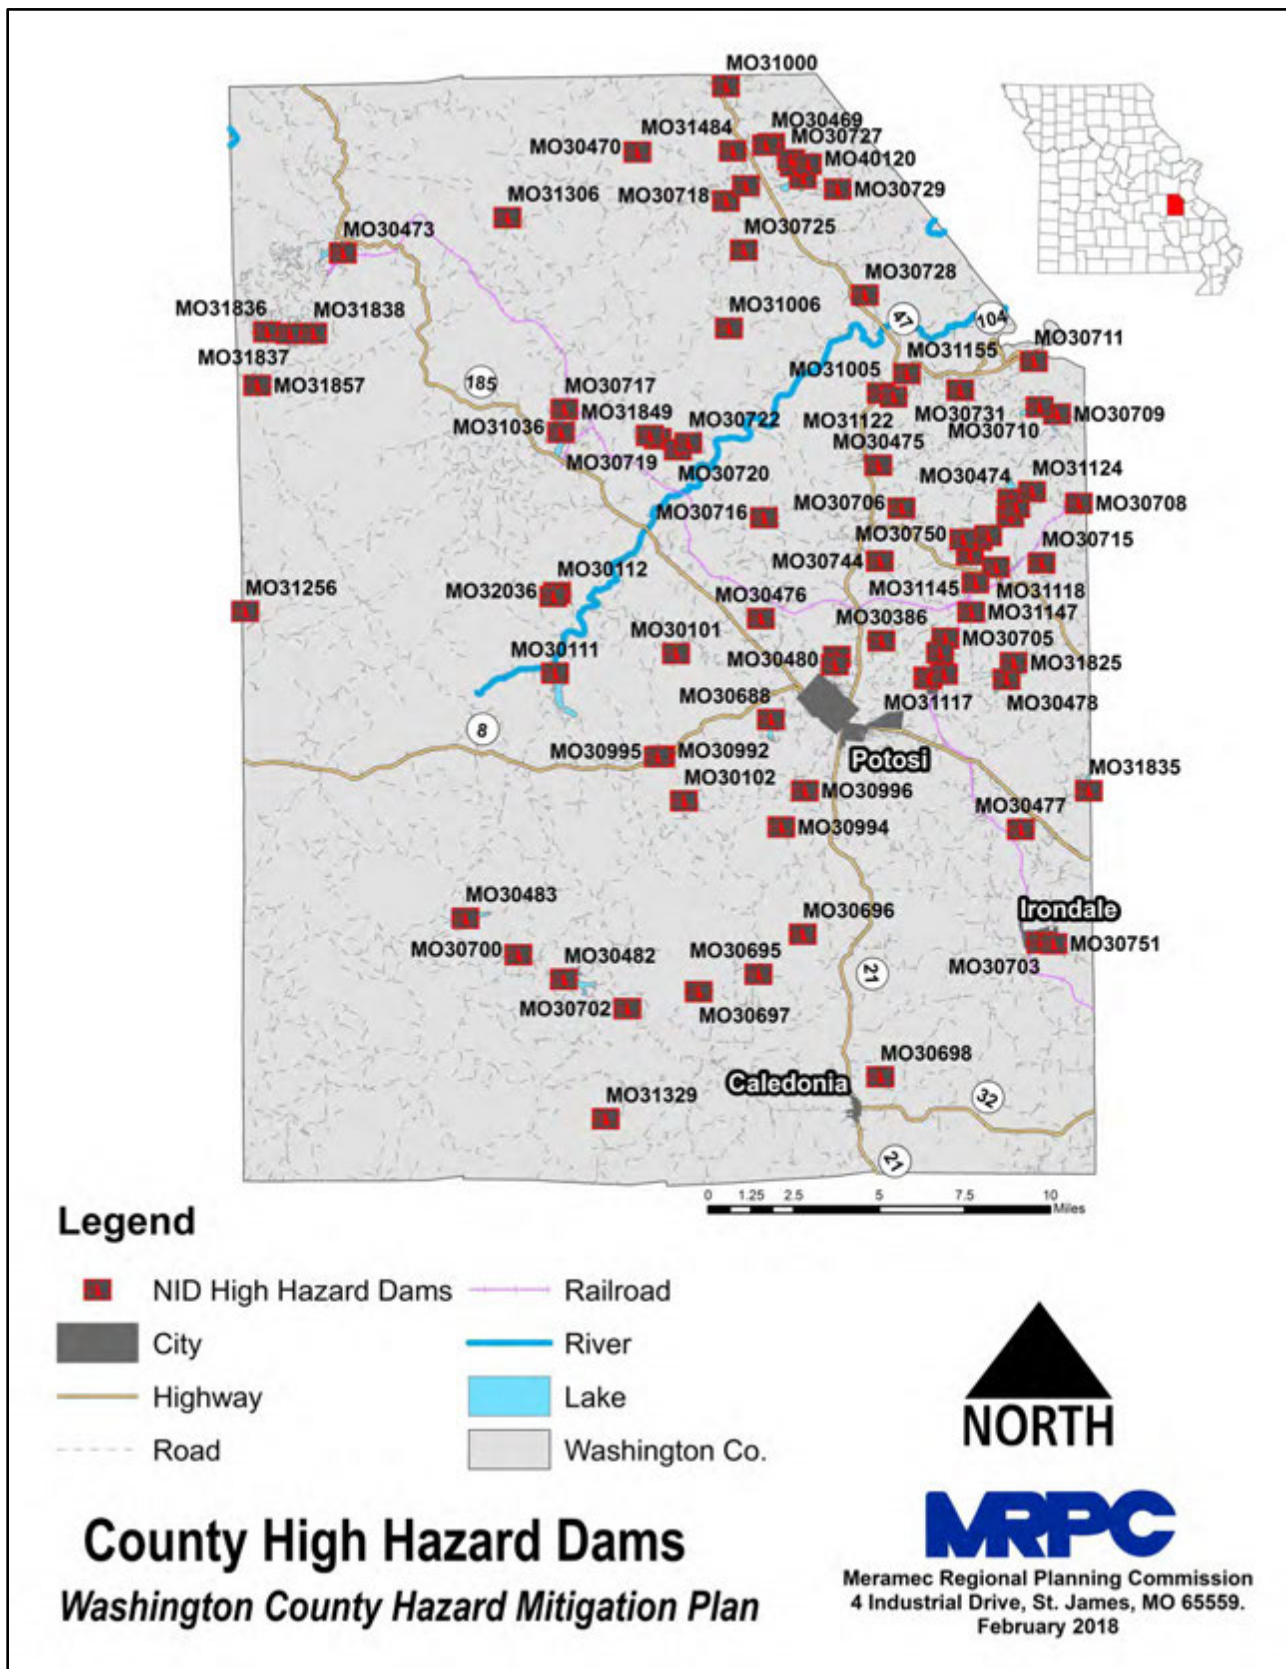 MO31000
MO30469
MO31484
MO30727
MO30470
MO40120
MO30718
MO30729
MO31306
MO30725
MO30473
MO30728
MO31836
MO31838
MO31006
47
104
MO30711
MO31837
MO31857
MO31155
MO31005
185
MO30717
MO31849
MO30722
MO31036
MO31122
MO30731
MO30709
MO30710
MO30719
MO30720
MO30475
MO30474
MO31124
MO30716
MO30706
MO30708
MO30750
MO30715
MO30744
MO30112
MO32036
MO31256
MO31145
MO31118
MO31147
MO30476
MO30386
MO30705
MO30101
MO30480
MO31825
MO30111
MO31117
MO30478
MO30688
8
MO30995
MO30992
Potosi
MO31835
MO30102
MO30996
MO30477
MO30994
MO30483
MO30696
Irondale
MO30700
MO30482
MO30695
MO30751
MO30703
21
MO30702
MO30697
MO30698
Caledonia
MO31329
32
21
0 1.25 2.5 5 7.5 10
Miles
Legend
NID High Hazard Dams
Railroad
City
River
Highway
Lake
Road
Washington Co.
NORTH
County High Hazard Dams
Washington County Hazard Mitigation Plan
MRPC
Meramec Regional Planning Commission
4 Industrial Drive, St. James, MO 65559.
February 2018